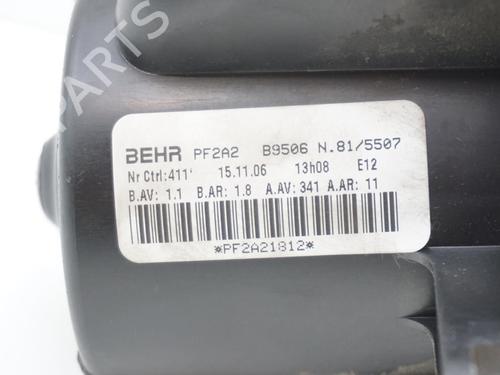 PARTS
BEHR PF2A2 B9506 N.81/5507
Nr Ctrl:411' 15.11.06 13h08 E12
B.AV: 1.1 B.AR: 1.8 A.AV: 341 A.AR: 11
*PF2A21812*